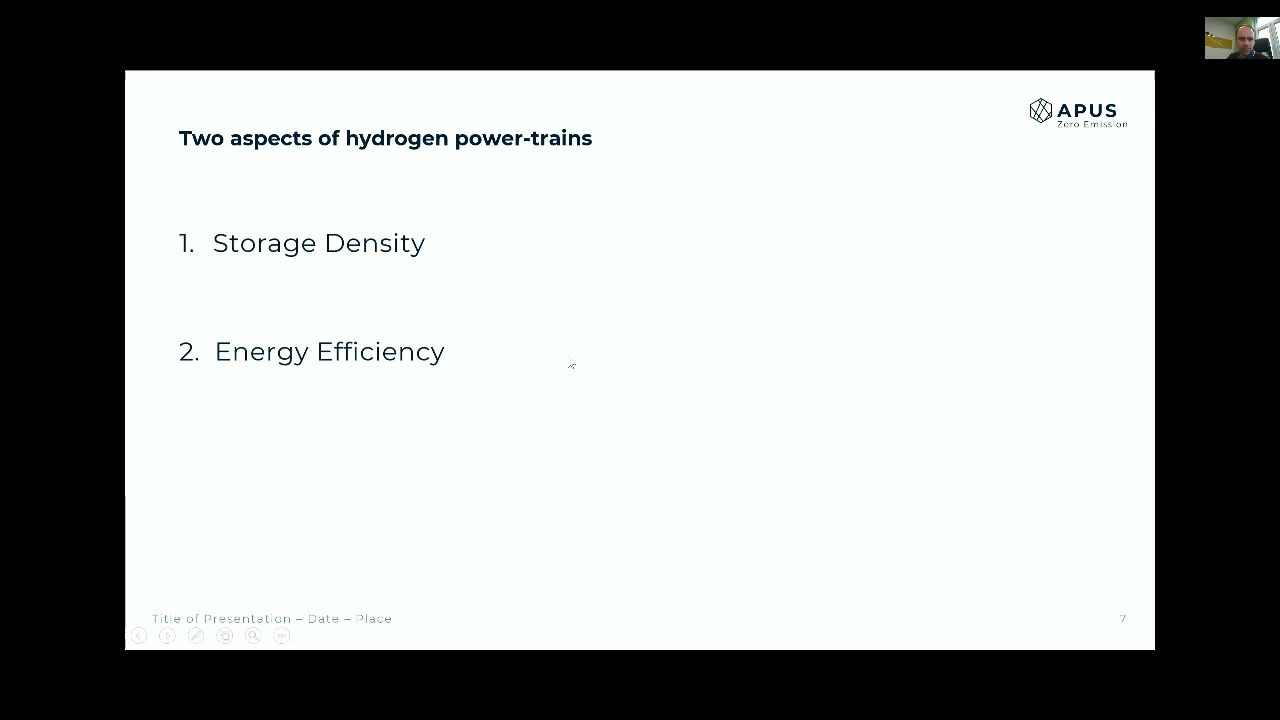 APUS
Zero Emission
Two aspects of hydrogen power-trains
1. Storage Density
2. Energy Efficiency
Title of Presentation – Date – Place
7